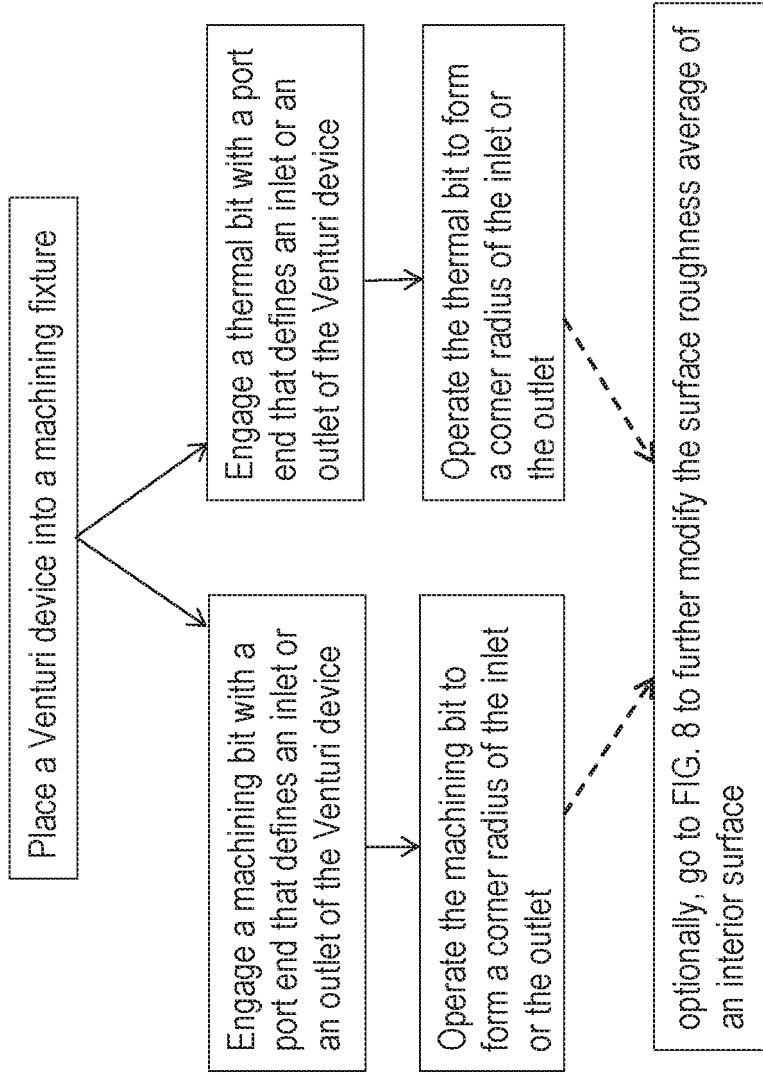 Place a Venturi device into a machining fixture
Engage a machining bit with a
port end that defines an inlet or
an outlet of the Venturi device
Operate the machining bit to
form a corner radius of the inlet
or the outlet
Engage a thermal bit with a port
end that defines an inlet or an
outlet of the Venturi device
Operate the thermal bit to form
a corner radius of the inlet or
the outlet
optionally, go to FIG. 8 to further modify the surface roughness average of
an interior surface